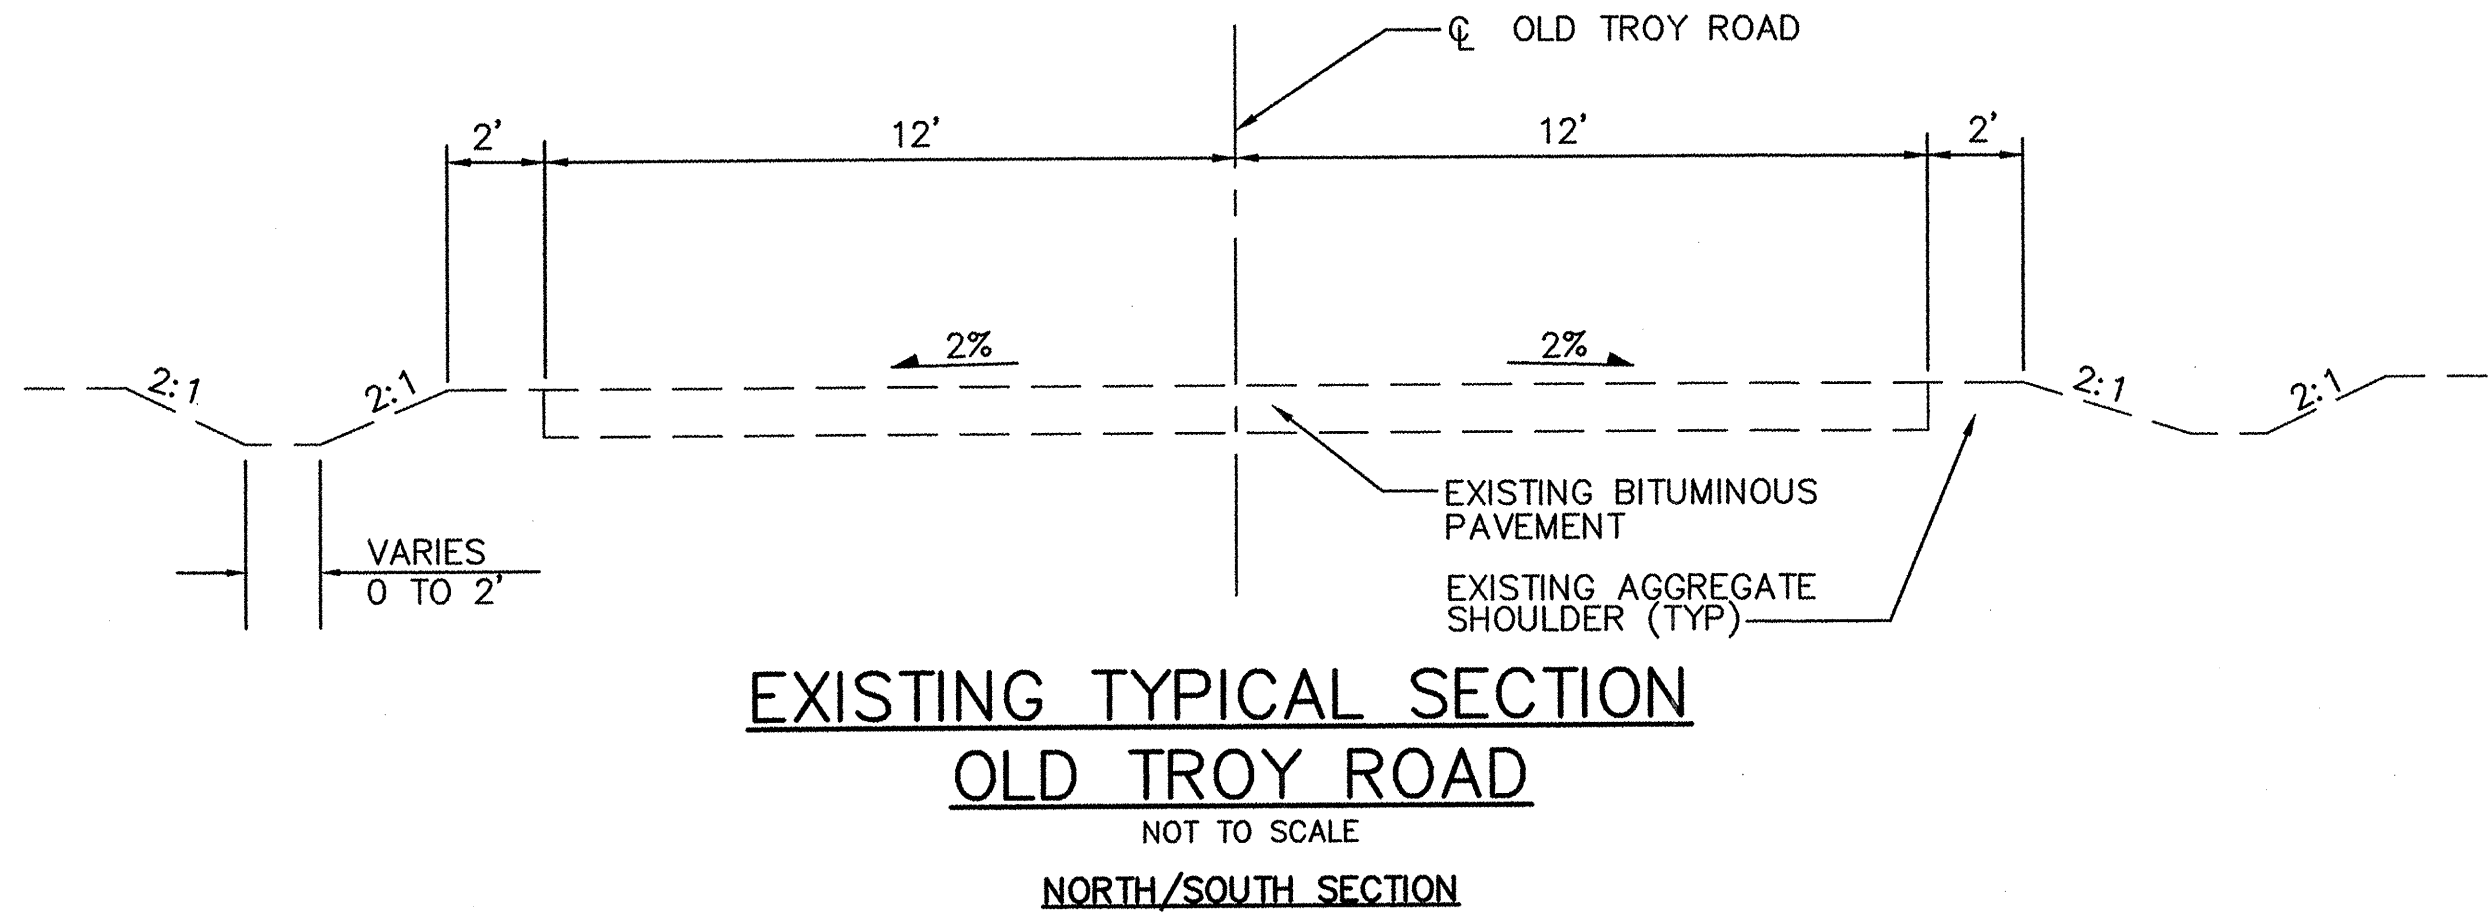 ℄ OLD TROY ROAD
2'
12'
12'
2'
2%
2%
2:1
2:1
2:1
2:1
EXISTING BITUMINOUS
PAVEMENT
VARIES
0 TO 2'
EXISTING AGGREGATE
SHOULDER (TYP)
EXISTING TYPICAL SECTION
OLD TROY ROAD
NOT TO SCALE
NORTH/SOUTH SECTION